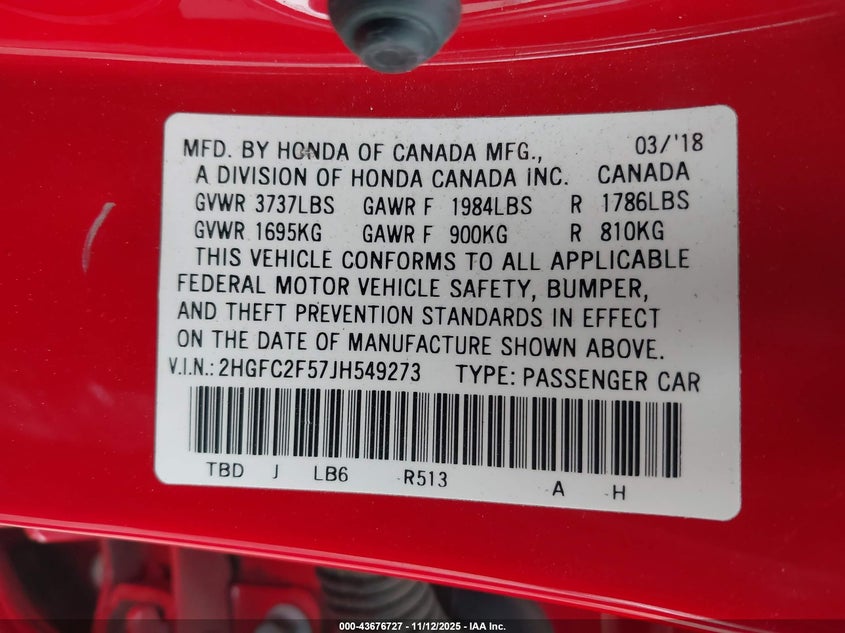 MFD. BY HONDA OF CANADA MFG., 03/'18
A DIVISION OF HONDA CANADA INC. CANADA
GVWR 3737LBS GAWR F 1984LBS R 1786LBS
GVWR 1695KG GAWR F 900KG R 810KG
THIS VEHICLE CONFORMS TO ALL APPLICABLE
FEDERAL MOTOR VEHICLE SAFETY, BUMPER,
AND THEFT PREVENTION STANDARDS IN EFFECT
ON THE DATE OF MANUFACTURE SHOWN ABOVE.
V.I.N.: 2HGFC2F57JH549273 TYPE: PASSENGER CAR
TBD J LB6 R513 A H
000-43676727 - 11/12/2025 - IAA Inc.